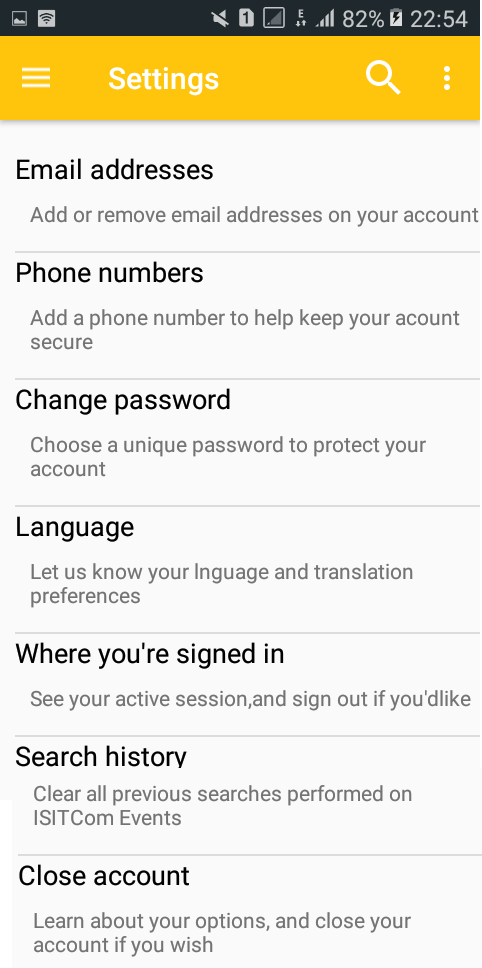 1 E 82% 22:54
Settings
Email addresses
Add or remove email addresses on your account
Phone numbers
Add a phone number to help keep your acount
secure
Change password
Choose a unique password to protect your
account
Language
Let us know your lnguage and translation
preferences
Where you're signed in
See your active session,and sign out if you'dlike
Search history
Clear all previous searches performed on
ISITCom Events
Close account
Learn about your options, and close your
account if you wish